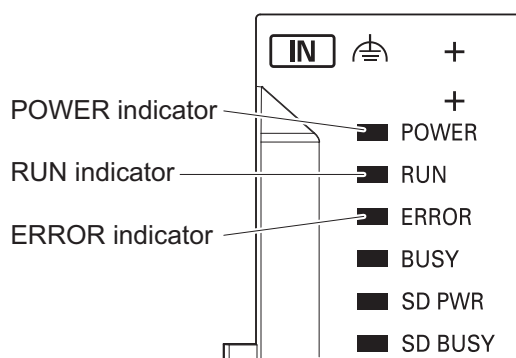 IN +
+
POWER indicator POWER
RUN indicator RUN
ERROR indicator ERROR
BUSY
SD PWR
SD BUSY